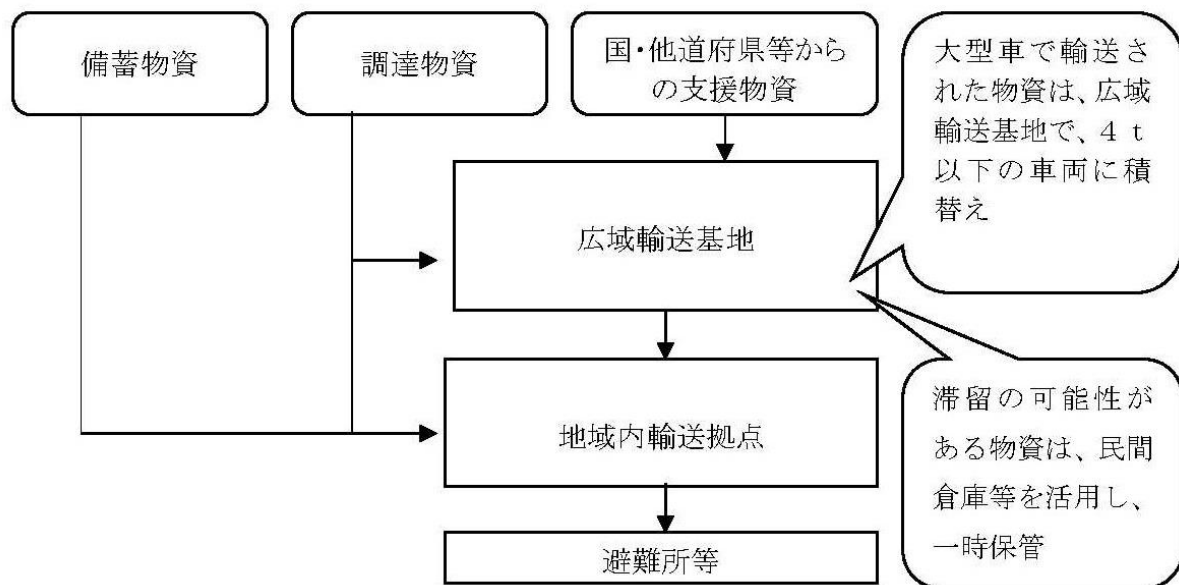 備蓄物資
調達物資
国・他道府県等から
の支援物資
大型車で輸送さ
れた物資は、広域
輸送基地で、４ｔ
以下の車両に積
替え
広域輸送基地
地域内輸送拠点
滞留の可能性が
ある物資は、民間
倉庫等を活用し、
一時保管
避難所等